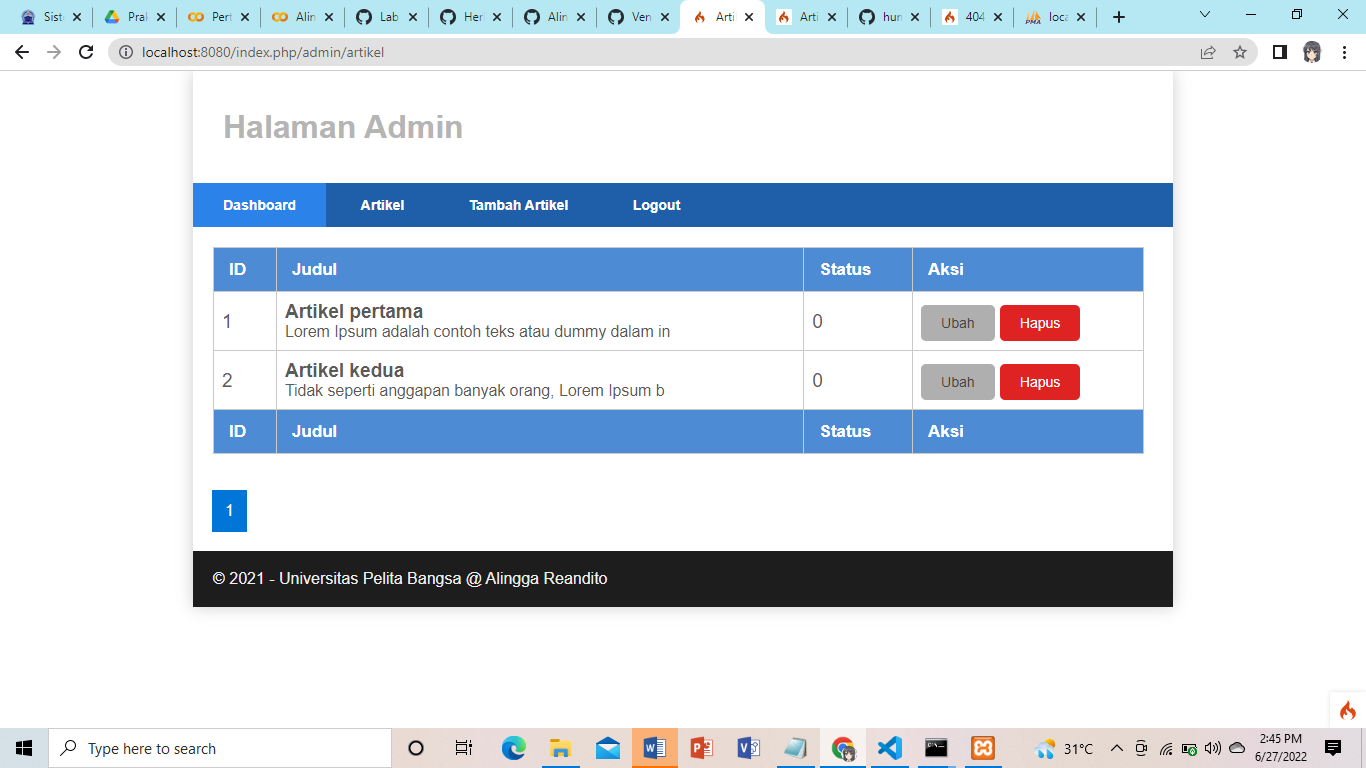 Sist
Prak
Pert
Alin
Lab
Her
Alin
Ven
Arti
Arti
hur
404
loca
localhost:8080/index.php/admin/artikel
Halaman Admin
Dashboard Artikel Tambah Artikel Logout
ID Judul Status Aksi
1 Artikel pertama 0 Ubah Hapus
Lorem Ipsum adalah contoh teks atau dummy dalam in
2 Artikel kedua 0 Ubah Hapus
Tidak seperti anggapan banyak orang, Lorem Ipsum b
ID Judul Status Aksi
1
© 2021 - Universitas Pelita Bangsa @ Alingga Reandito
Type here to search
31°C
2:45 PM
6/27/2022